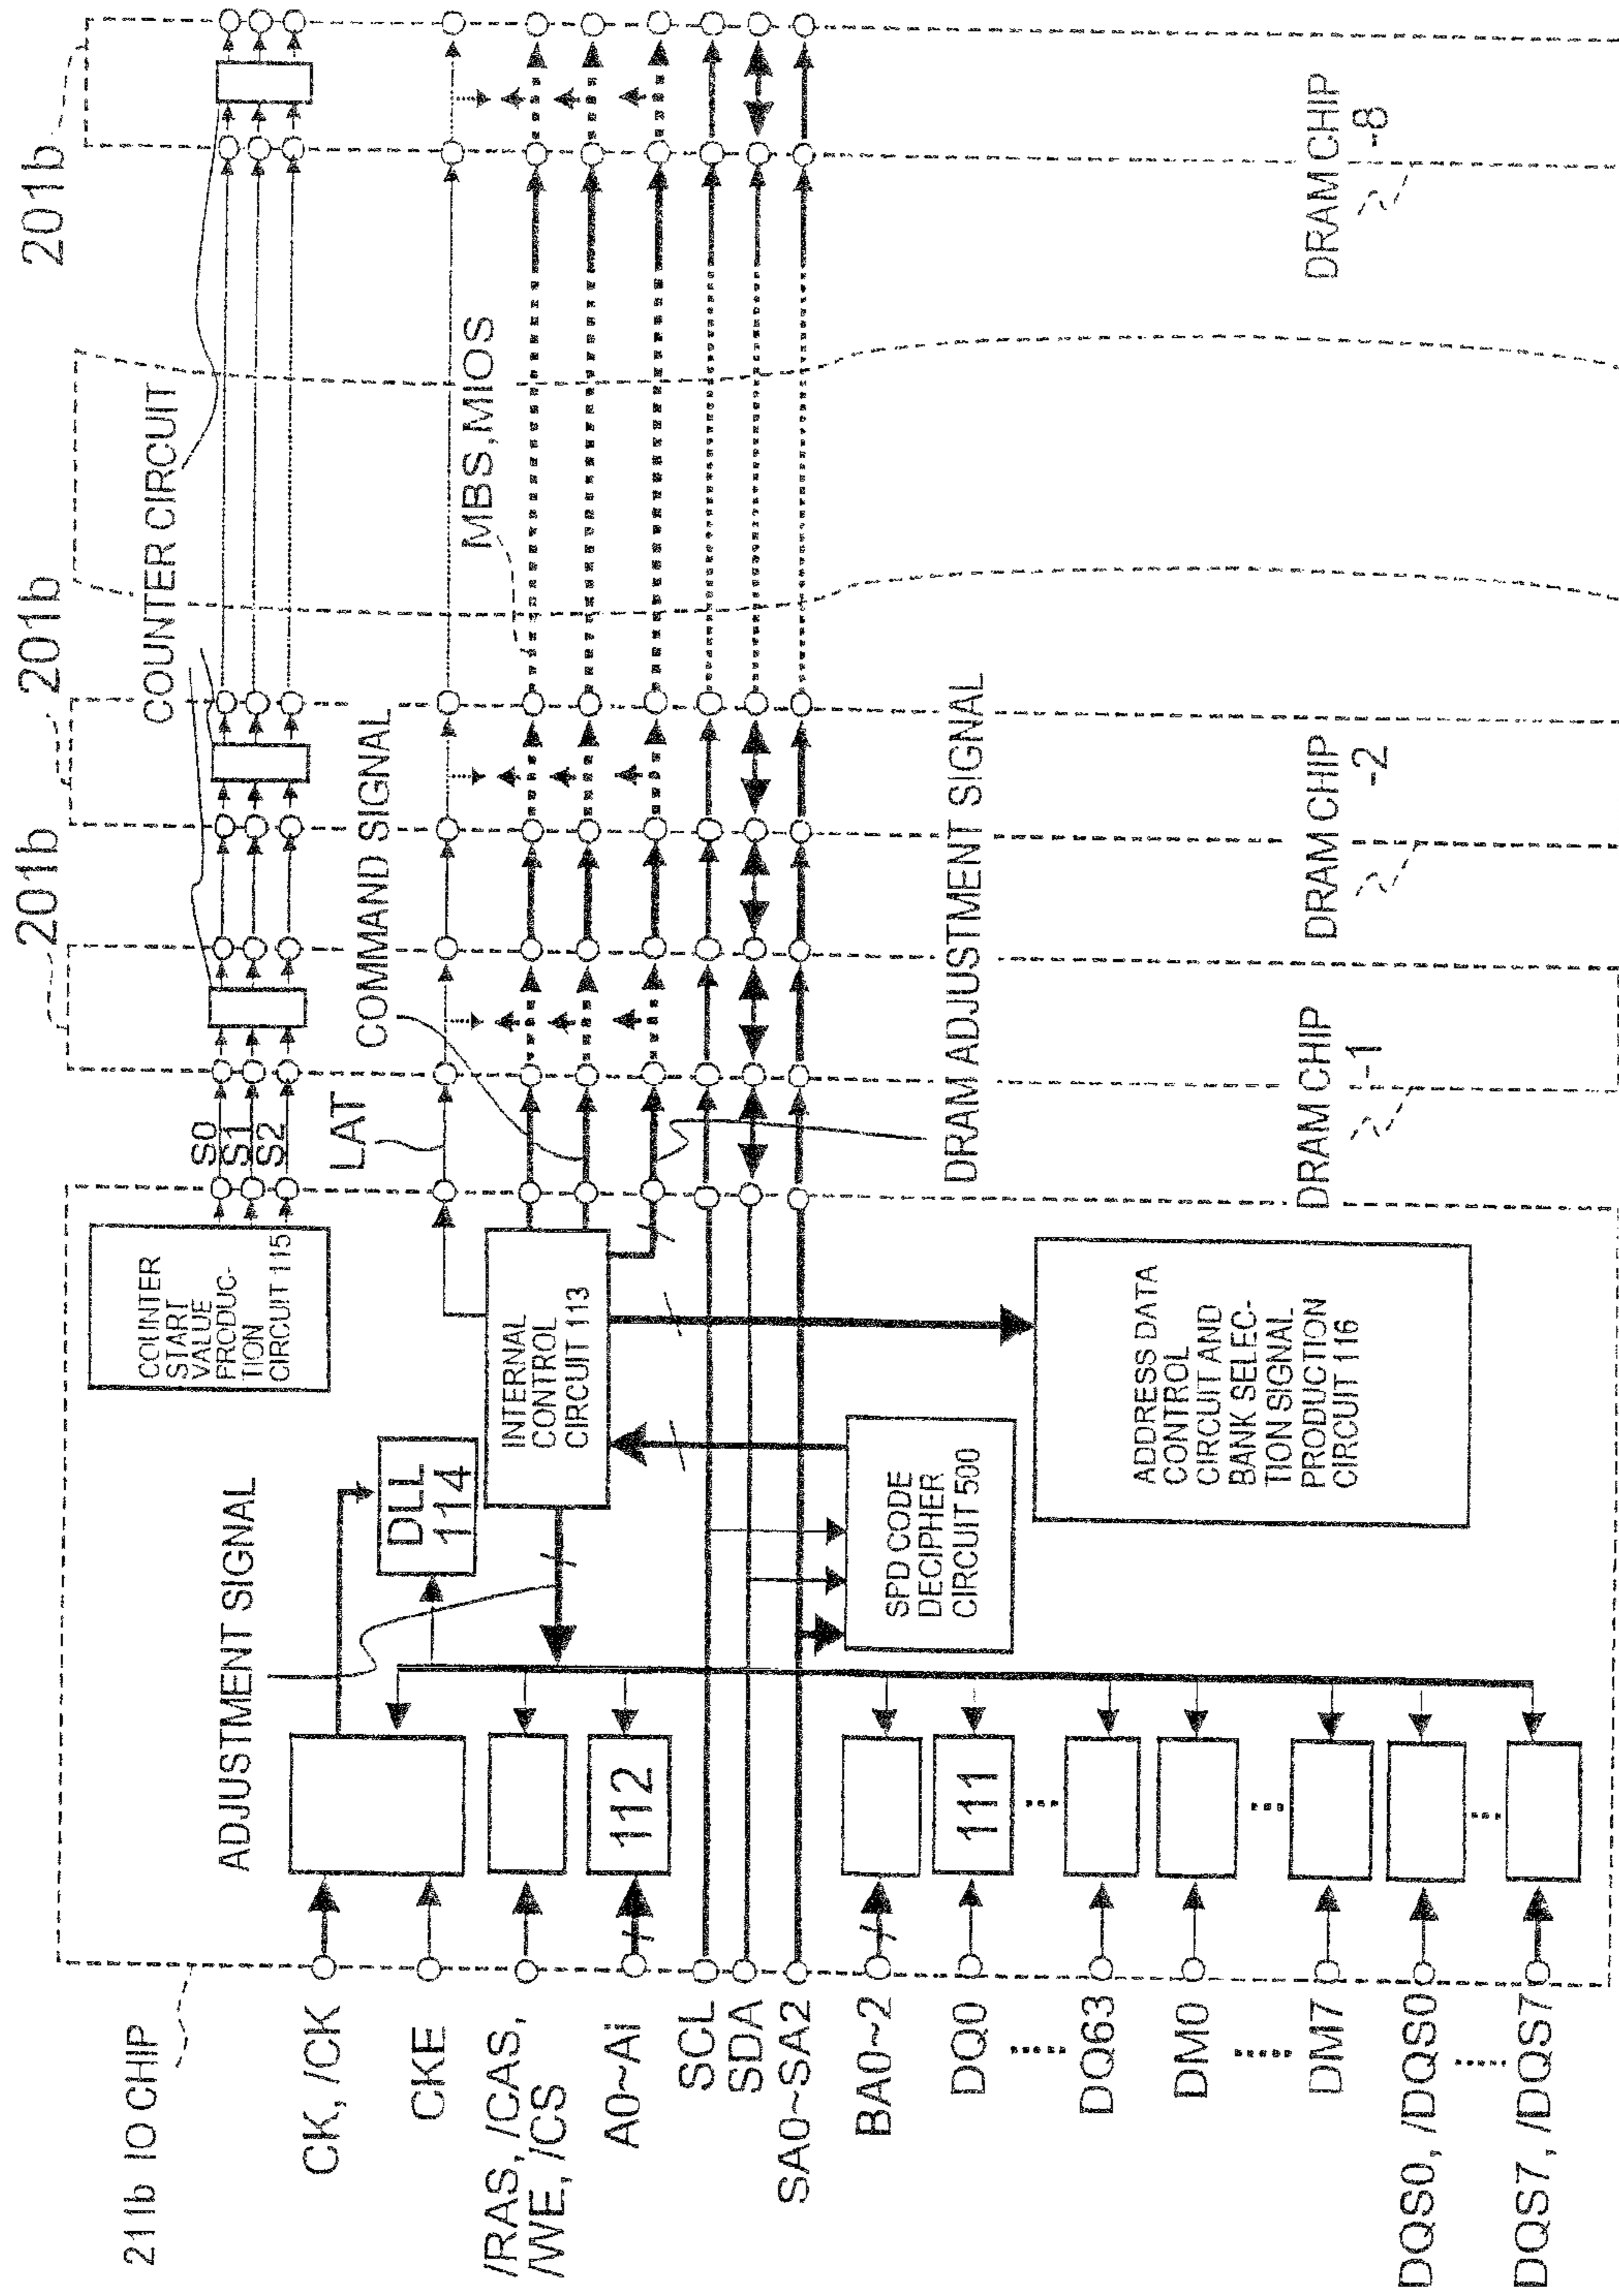 211b IO CHIP
CK, /CK
CKE
/RAS, /CAS,
/WE, /CS
A0~Ai
SCL
SDA
SA0~SA2
BA0~2
DQ0
DQ63
DM0
DM7
DQS0, /DQS0
DQS7, /DQS7
ADJUSTMENT SIGNAL
112
111
DLL
114
COUNTER
START
VALUE
PRODUC-
TION
CIRCUIT 115
INTERNAL
CONTROL
CIRCUIT 113
SPD CODE
DECIPHER
CIRCUIT 500
ADDRESS DATA
CONTROL
CIRCUIT AND
BANK SELEC-
TION SIGNAL
PRODUCTION
CIRCUIT 116
S0
S1
S2
LAT
COMMAND SIGNAL
DRAM ADJUSTMENT SIGNAL
201b
201b
201b
COUNTER CIRCUIT
MBS,MIOS
DRAM CHIP
-1
DRAM CHIP
-2
DRAM CHIP
-8